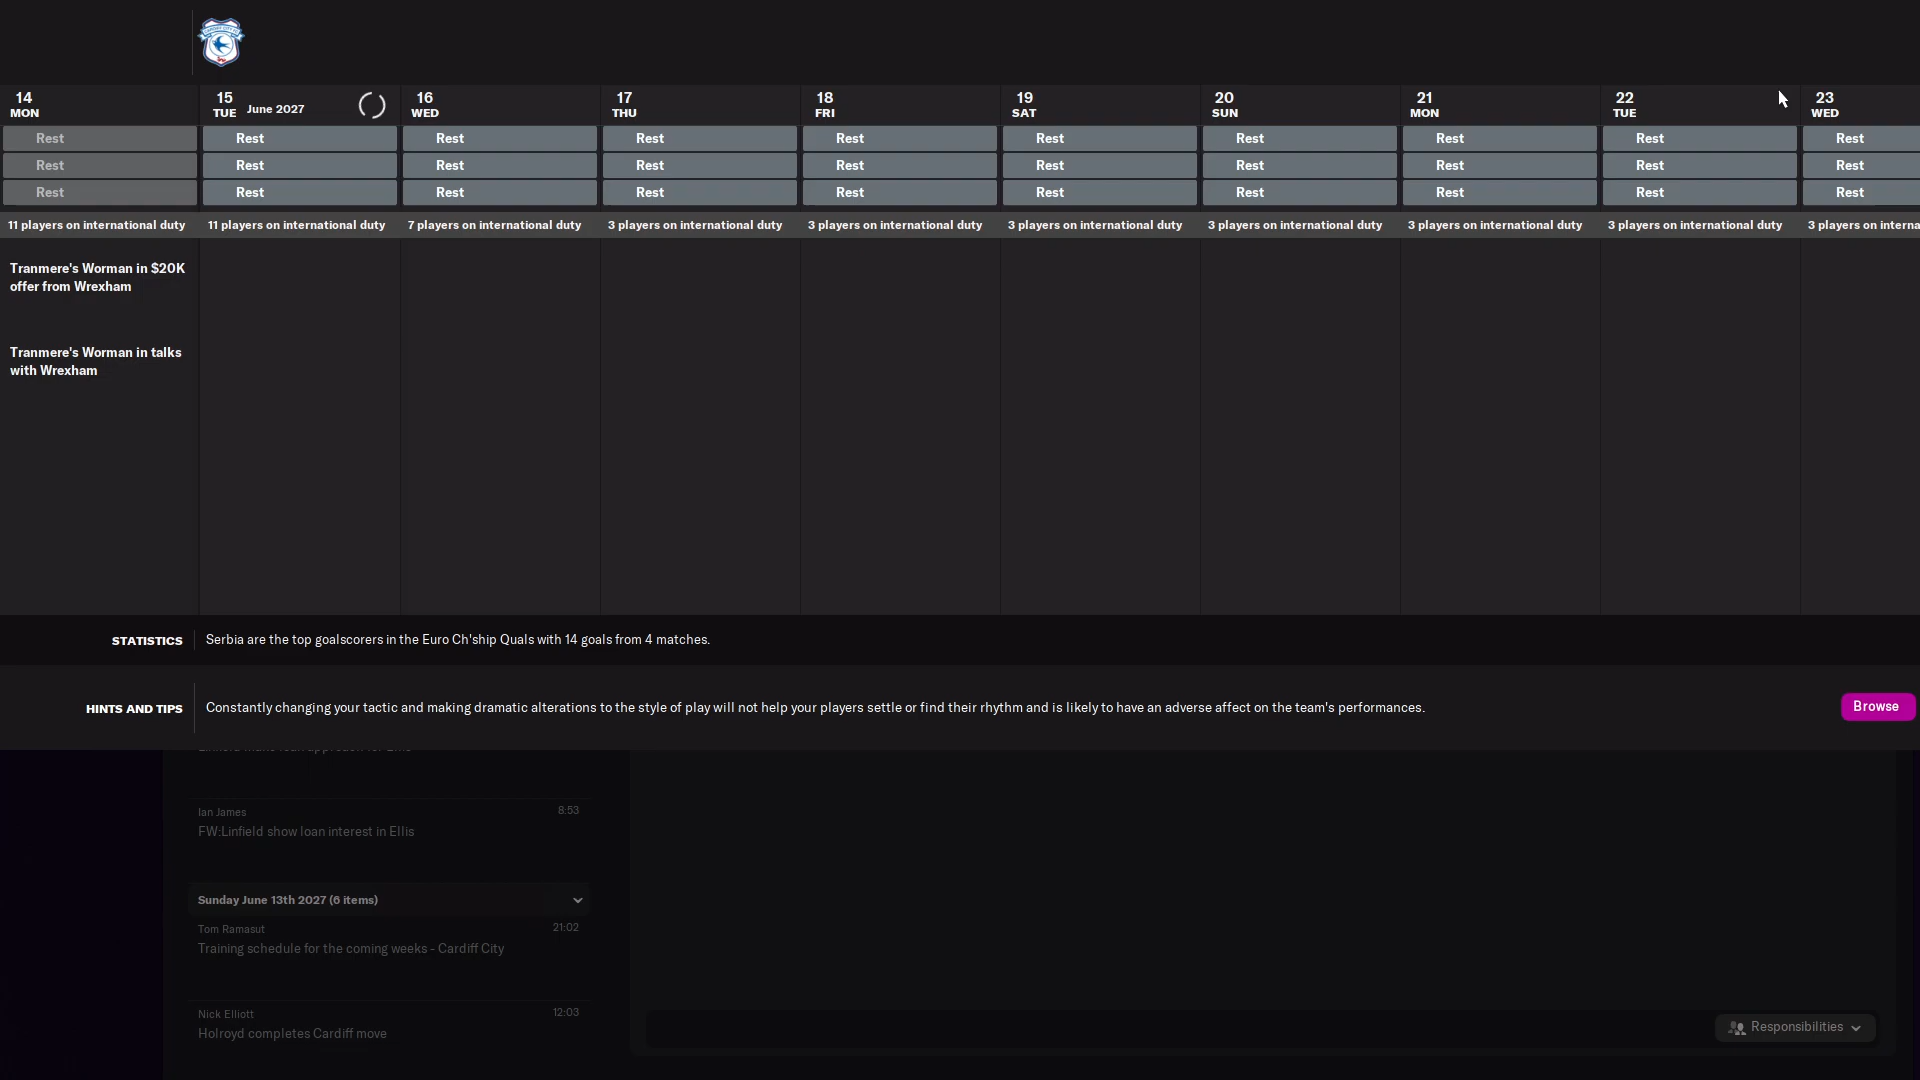 14
MON
15
TUE June 2027
16
WED
17
THU
18
FRI
19
SAT
20
SUN
21
MON
22
TUE
23
WED
Rest Rest Rest Rest Rest Rest Rest Rest Rest Rest
Rest Rest Rest Rest Rest Rest Rest Rest Rest Rest
Rest Rest Rest Rest Rest Rest Rest Rest Rest Rest
11 players on international duty 11 players on international duty 7 players on international duty 3 players on international duty 3 players on international duty 3 players on international duty 3 players on international duty 3 players on international duty 3 players on international duty 3 players on interna
Tranmere's Worman in $20K
offer from Wrexham
Tranmere's Worman in talks
with Wrexham
STATISTICS Serbia are the top goalscorers in the Euro Ch'ship Quals with 14 goals from 4 matches.
HINTS AND TIPS Constantly changing your tactic and making dramatic alterations to the style of play will not help your players settle or find their rhythm and is likely to have an adverse affect on the team's performances. Browse
Ian James 8:53
FW:Linfield show loan interest in Ellis
Sunday June 13th 2027 (6 items)
Tom Ramasut 21:02
Training schedule for the coming weeks - Cardiff City
Nick Elliott 12:03
Holroyd completes Cardiff move
Responsibilities